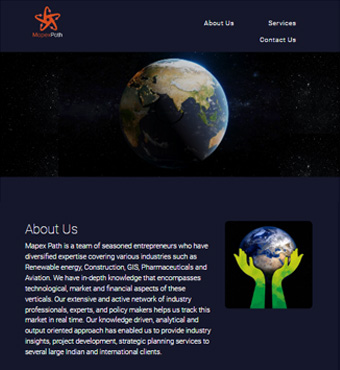 About Us Services
MapexPath Contact Us
About Us
Mapex Path is a team of seasoned entrepreneurs who have
diversified expertise covering various industries such as
Renewable energy, Construction, GIS, Pharmaceuticals and
Aviation. We have in-depth knowledge that encompasses
technological, market and financial aspects of these
verticals. Our extensive and active network of industry
professionals, experts, and policy makers helps us track this
market in real time. Our knowledge driven, analytical and
output oriented approach has enabled us to provide industry
insights, project development, strategic planning services to
several large Indian and international clients.